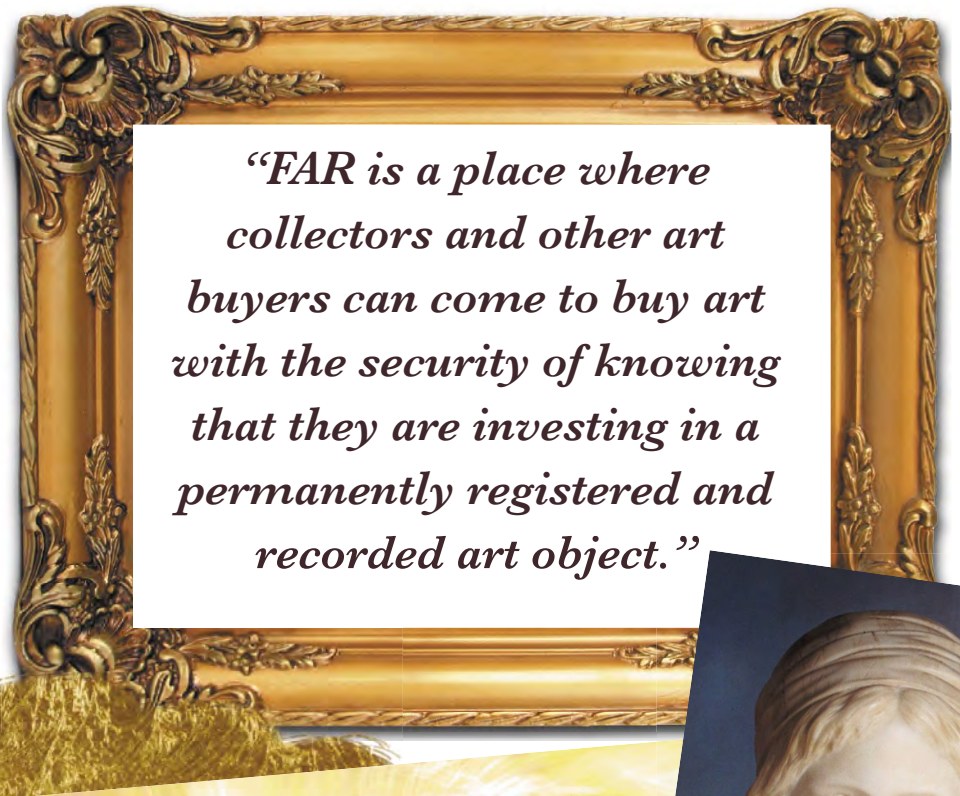 “FAR is a place where
collectors and other art
buyers can come to buy art
with the security of knowing
that they are investing in a
permanently registered and
recorded art object.”